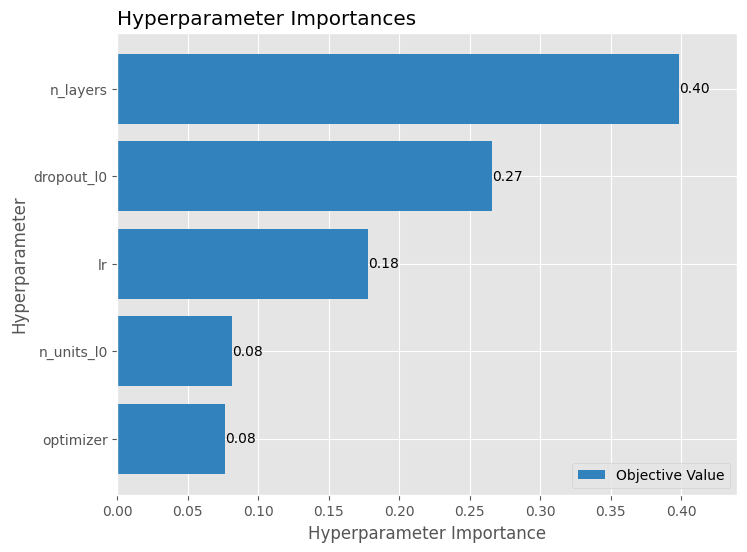 Hyperparameter Importances
n_layers
0.40
dropout_l0
0.27
lr
0.18
n_units_l0
0.08
optimizer
0.08
Hyperparameter
Objective Value
0.00 0.05 0.10 0.15 0.20 0.25 0.30 0.35 0.40
Hyperparameter Importance